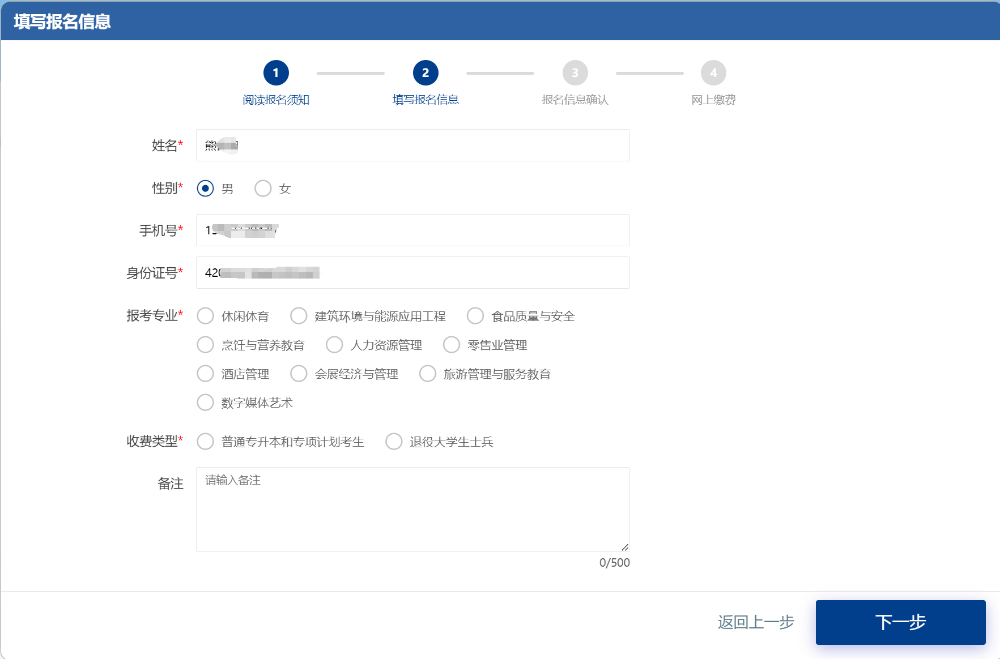 填写报名信息
1 2 3 4
阅读报名须知 填写报名信息 报名信息确认 网上缴费
姓名* 熊
性别* 男 女
手机号* 1
身份证号* 420
报考专业* 休闲体育 建筑环境与能源应用工程 食品质量与安全
烹饪与营养教育 人力资源管理 零售业管理
酒店管理 会展经济与管理 旅游管理与服务教育
数字媒体艺术
收费类型* 普通专升本和专项计划考生 退役大学生士兵
备注 请输入备注
0/500
返回上一步 下一步